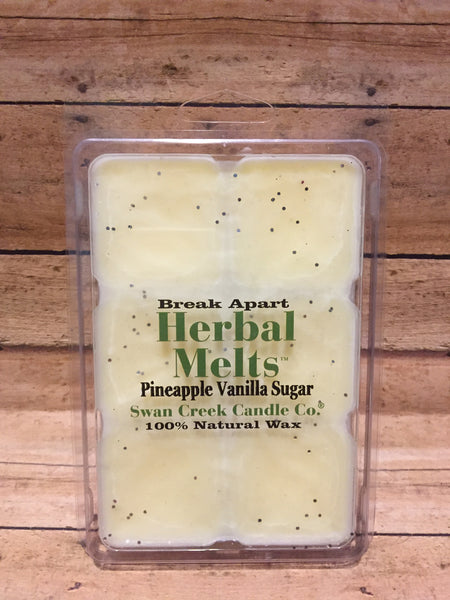 Break Apart
Herbal
Melts™
Pineapple Vanilla Sugar
Swan Creek Candle Co.®
100% Natural Wax